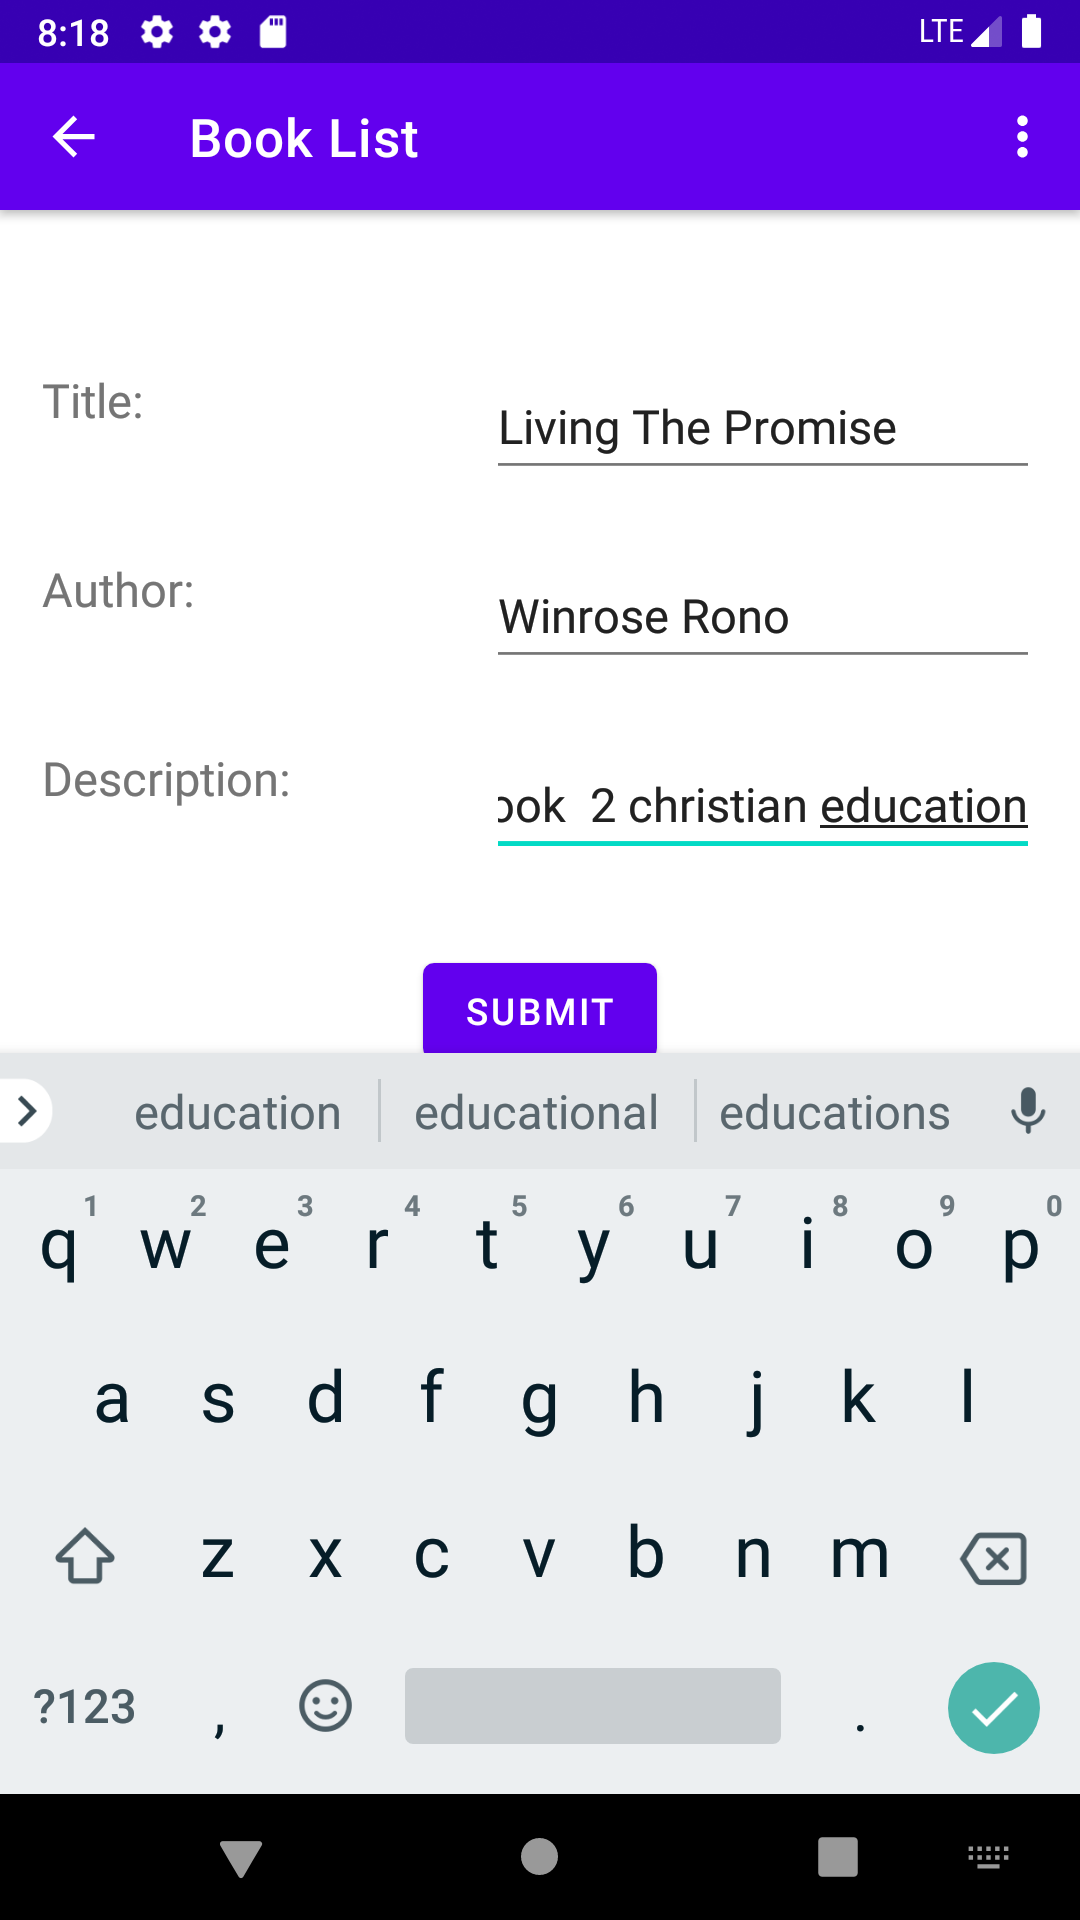 8:18 LTE
Book List
Title:
Living The Promise
Author:
Winrose Rono
Description:
ook  2 christian education
SUBMIT
education educational educations
1 2 3 4 5 6 7 8 9 0
q w e r t y u i o p
a s d f g h j k l
z x c v b n m
?123 , .